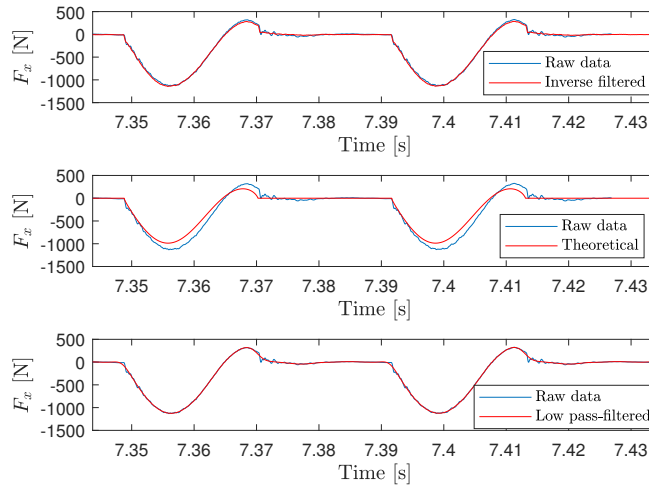 500
0
-500
-1000
-1500
F_x [N]
Raw data
Inverse filtered
7.35 7.36 7.37 7.38 7.39 7.4 7.41 7.42 7.43
Time [s]
500
0
-500
-1000
-1500
F_x [N]
Raw data
Theoretical
7.35 7.36 7.37 7.38 7.39 7.4 7.41 7.42 7.43
Time [s]
500
0
-500
-1000
-1500
F_x [N]
Raw data
Low pass-filtered
7.35 7.36 7.37 7.38 7.39 7.4 7.41 7.42 7.43
Time [s]